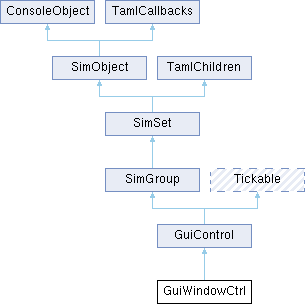 ConsoleObject TamlCallbacks
SimObject TamlChildren
SimSet
SimGroup Tickable
GuiControl
GuiWindowCtrl